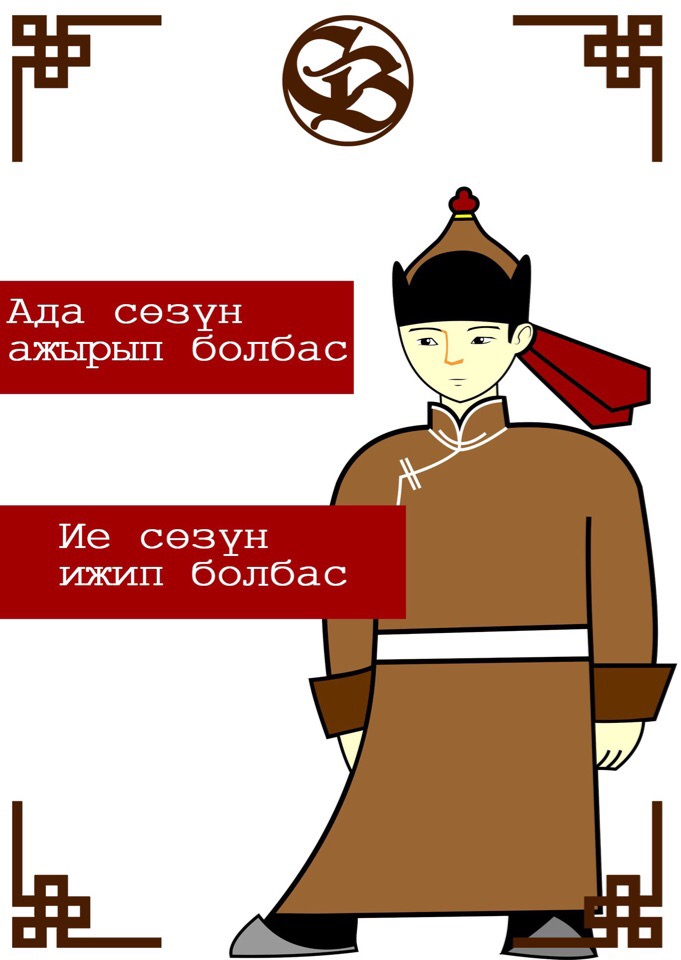 Ада сөзүн
ажырып болбас
Ие сөзүн
ижип болбас